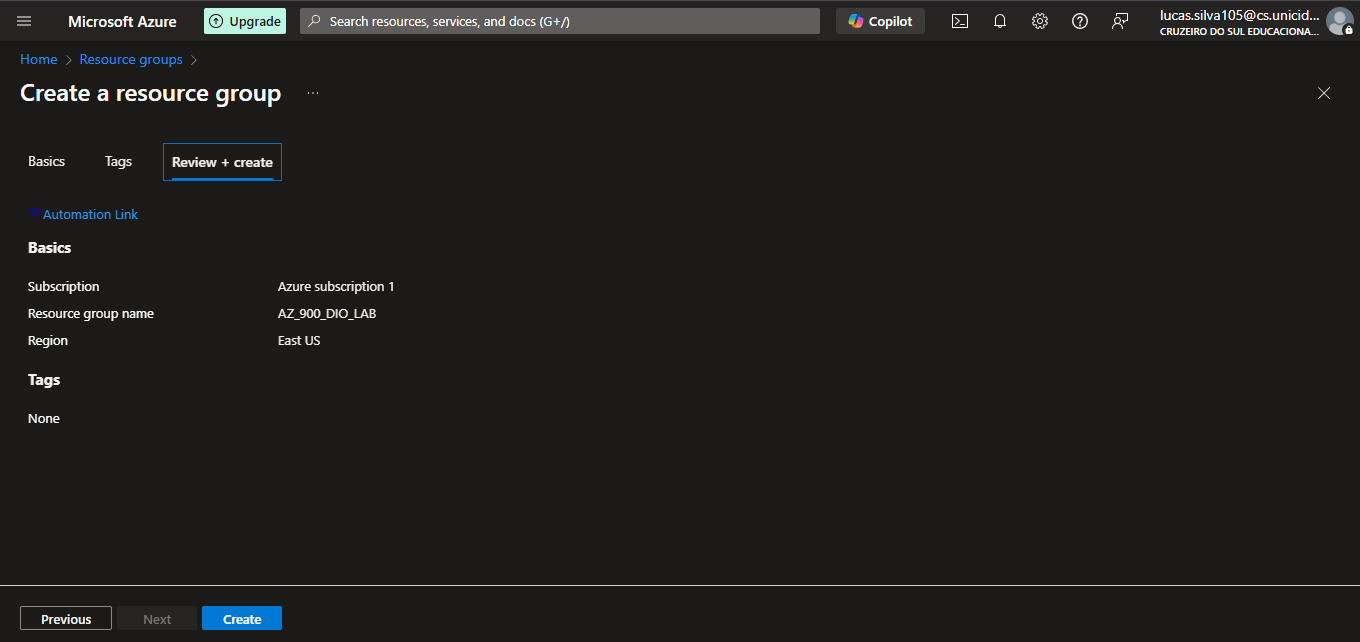 Microsoft Azure
Upgrade
Search resources, services, and docs (G+/)
Copilot
lucas.silva105@cs.unicid...
CRUZEIRO DO SUL EDUCACIONA...
Home > Resource groups >
Create a resource group ...
Basics
Tags
Review + create
Automation Link
Basics
Subscription Azure subscription 1
Resource group name AZ_900_DIO_LAB
Region East US
Tags
None
Previous
Next
Create